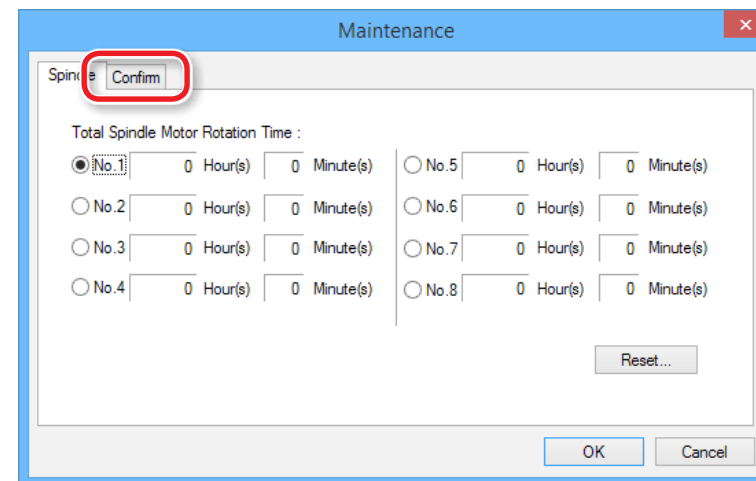 Maintenance
Spindle Confirm
Total Spindle Motor Rotation Time :
No.1 0 Hour(s) 0 Minute(s) No.5 0 Hour(s) 0 Minute(s)
No.2 0 Hour(s) 0 Minute(s) No.6 0 Hour(s) 0 Minute(s)
No.3 0 Hour(s) 0 Minute(s) No.7 0 Hour(s) 0 Minute(s)
No.4 0 Hour(s) 0 Minute(s) No.8 0 Hour(s) 0 Minute(s)
Reset...
OK Cancel